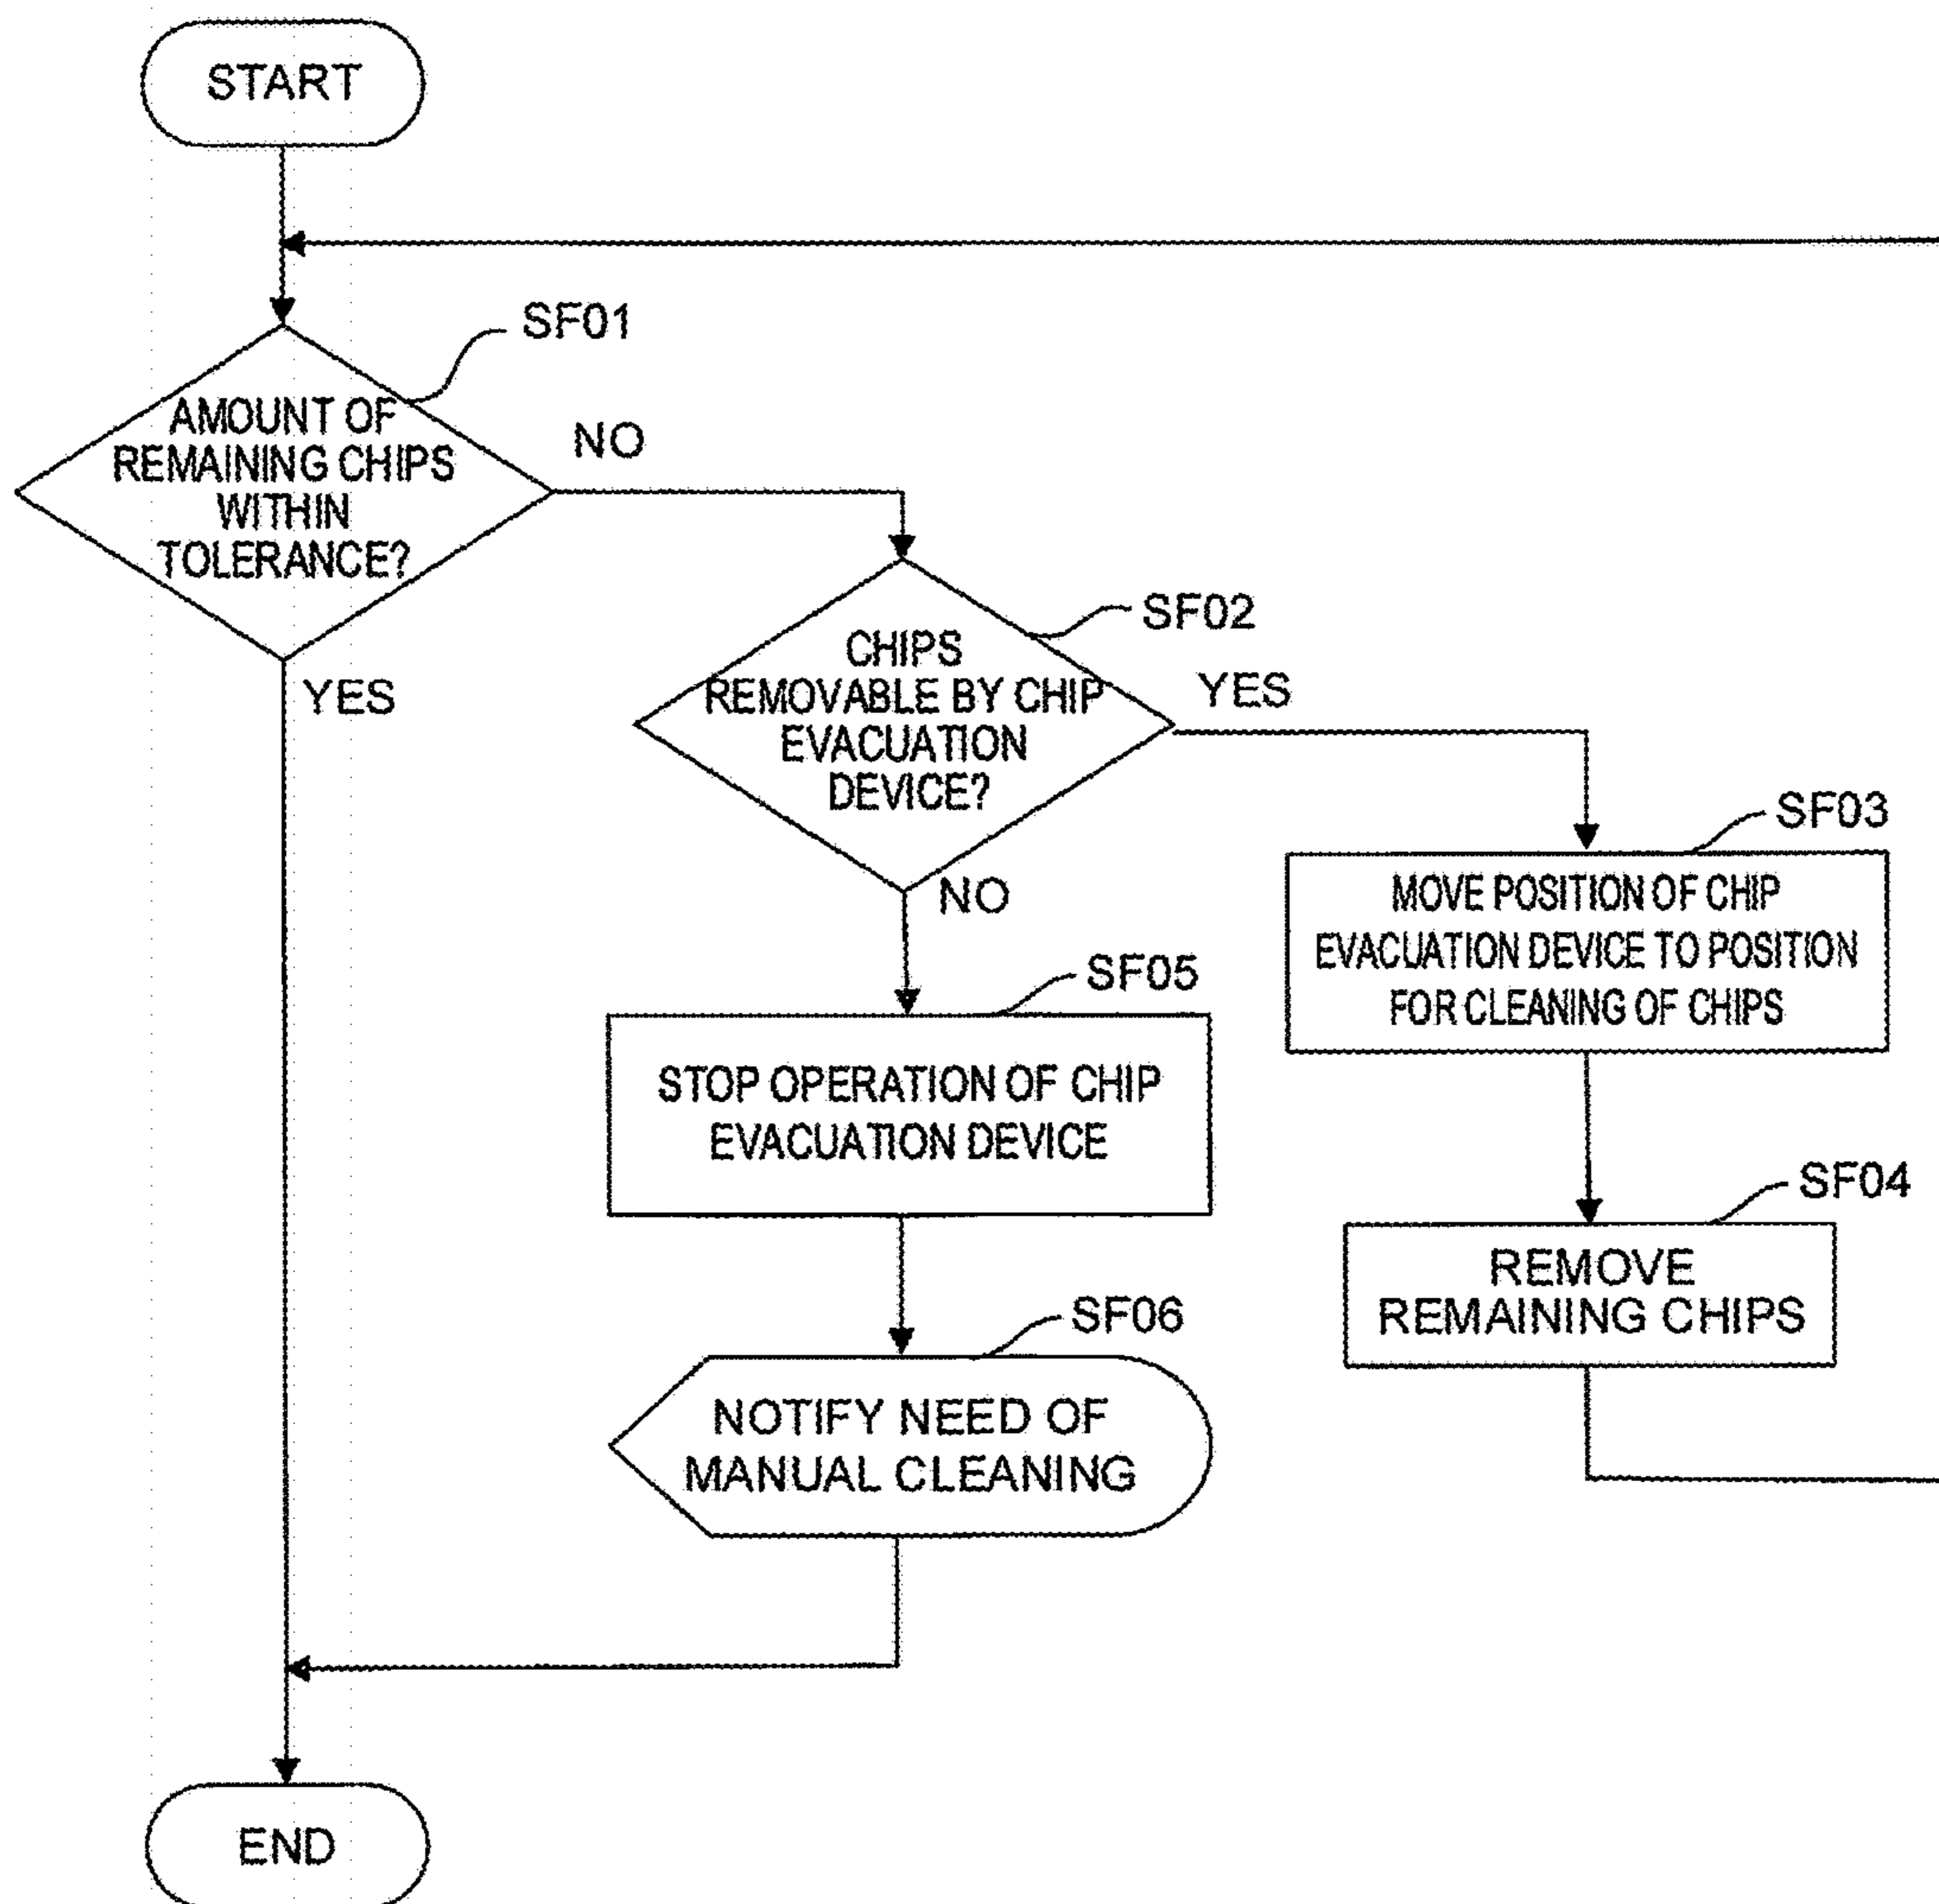 START
SF01
AMOUNT OF
REMAINING CHIPS
WITHIN
TOLERANCE?
NO
YES
SF02
CHIPS
REMOVABLE BY CHIP
EVACUATION
DEVICE?
YES
NO
SF03
MOVE POSITION OF CHIP
EVACUATION DEVICE TO POSITION
FOR CLEANING OF CHIPS
SF05
STOP OPERATION OF CHIP
EVACUATION DEVICE
SF04
REMOVE
REMAINING CHIPS
SF06
NOTIFY NEED OF
MANUAL CLEANING
END